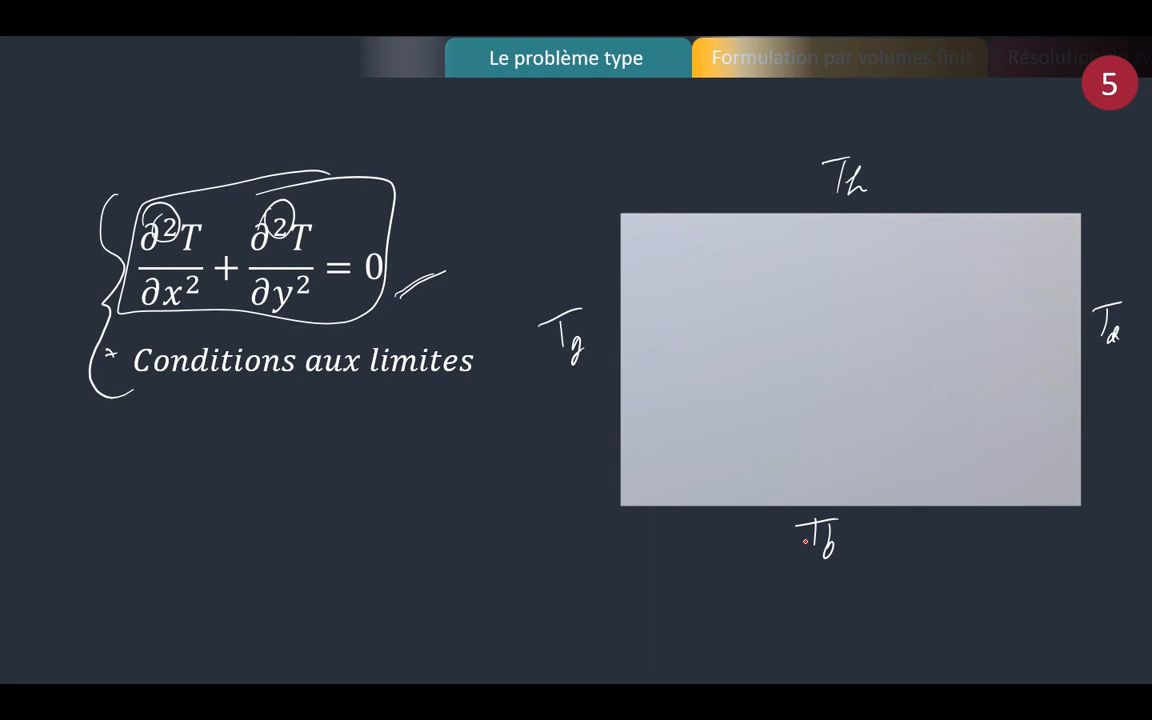 Le problème type
Formulation par volumes finis
Résolution
5
Th
∂²T/∂x² + ∂²T/∂y² = 0
Tg
Td
* Conditions aux limites
Tb